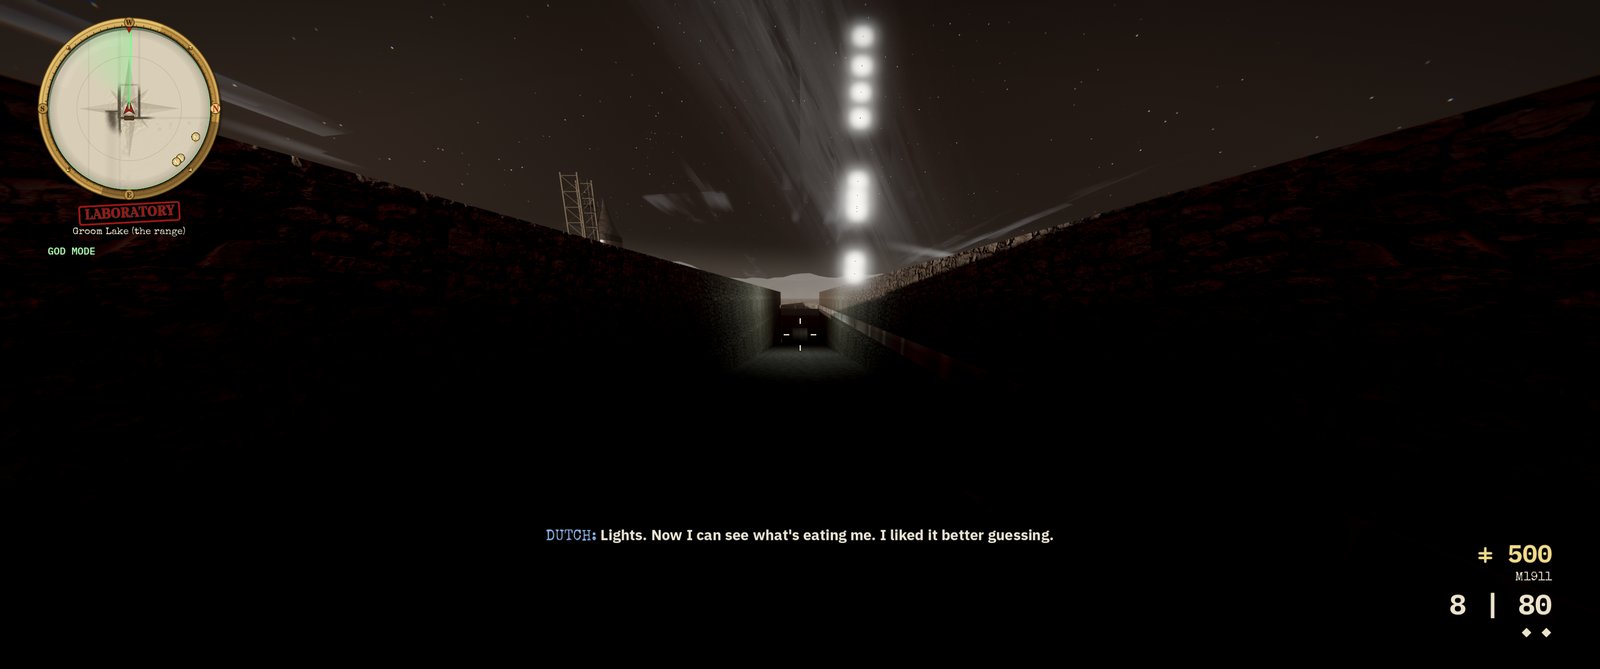 W
S
N
E
LABORATORY
Groom Lake (the range)
GOD MODE
DUTCH: Lights. Now I can see what's eating me. I liked it better guessing.
ǂ 500
M1911
8 | 80